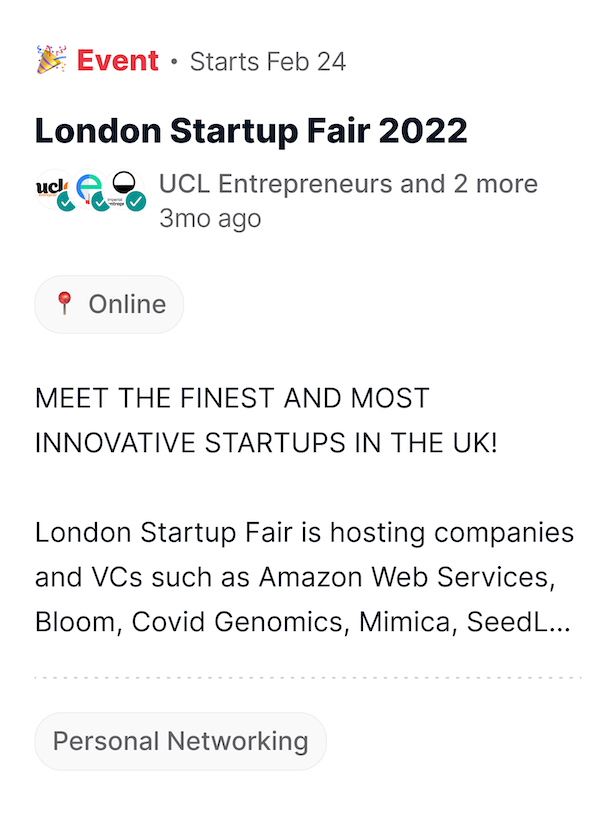 Event • Starts Feb 24
London Startup Fair 2022
ucl
UCL Entrepreneurs and 2 more
3mo ago
Online
MEET THE FINEST AND MOST
INNOVATIVE STARTUPS IN THE UK!
London Startup Fair is hosting companies
and VCs such as Amazon Web Services,
Bloom, Covid Genomics, Mimica, SeedL...
Personal Networking